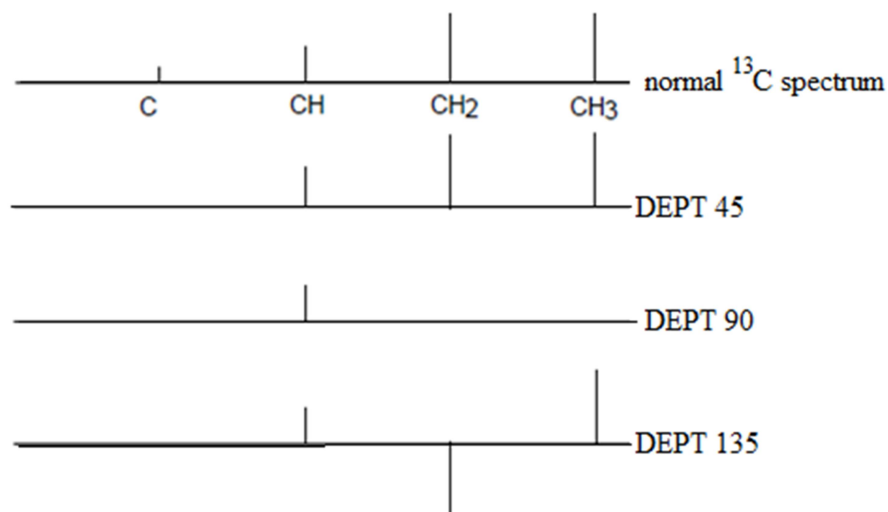 normal ¹³C spectrum
C CH CH₂ CH₃
DEPT 45
DEPT 90
DEPT 135